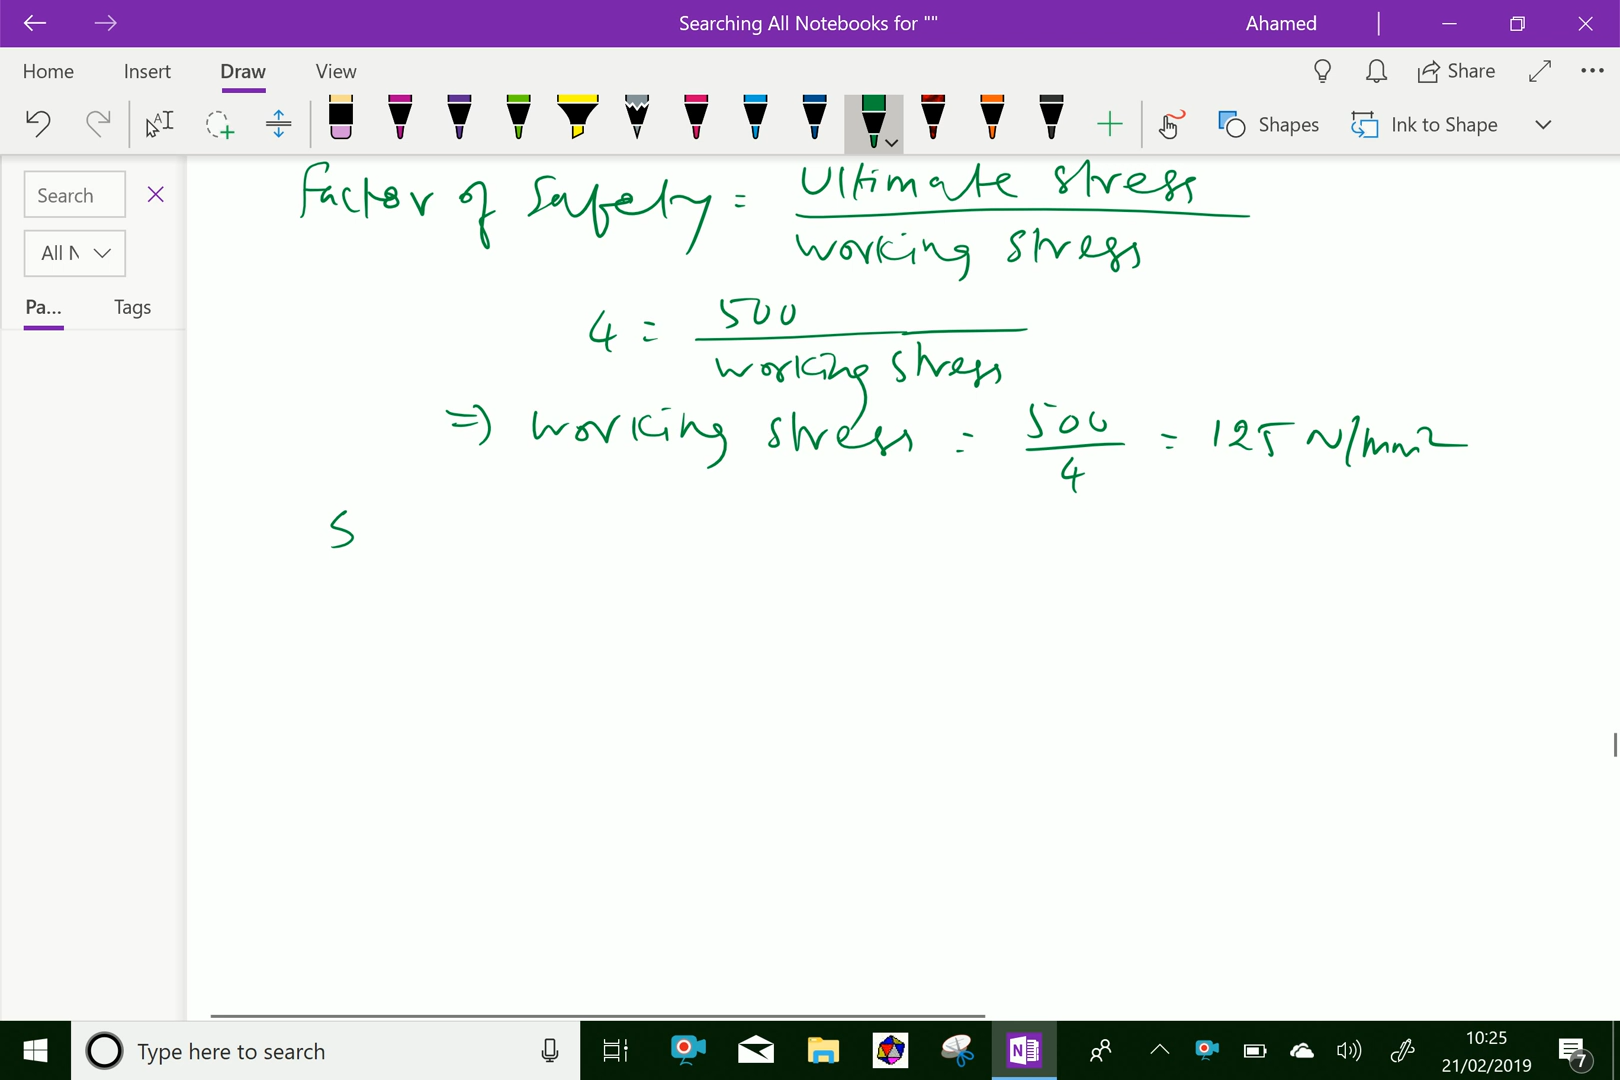 Searching All Notebooks for ""
Ahamed
Home Insert Draw View
Share
Shapes
Ink to Shape
Search
All N
Pa... Tags
Factor of Safety = Ultimate stress
working stress
4 = 500
working stress
=> working stress = 500 = 125 N/mm2
4
S
Type here to search
N
10:25
21/02/2019
7